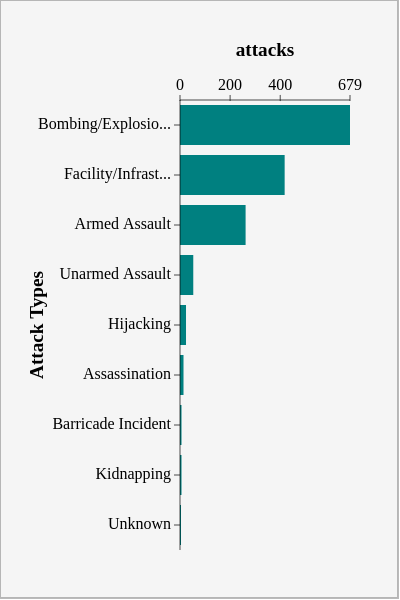 attacks
0 200 400 679
Bombing/Explosio...
Facility/Infrast...
Armed Assault
Unarmed Assault
Hijacking
Assassination
Barricade Incident
Kidnapping
Unknown
Attack Types